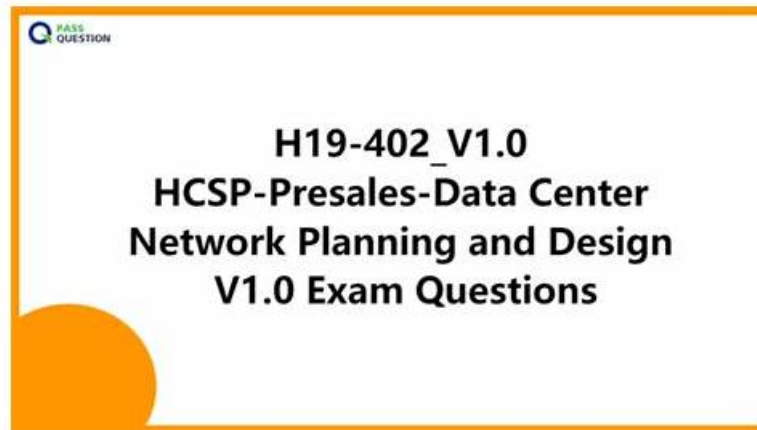 PASS
QUESTION
H19-402_V1.0
HCSP-Presales-Data Center
Network Planning and Design
V1.0 Exam Questions